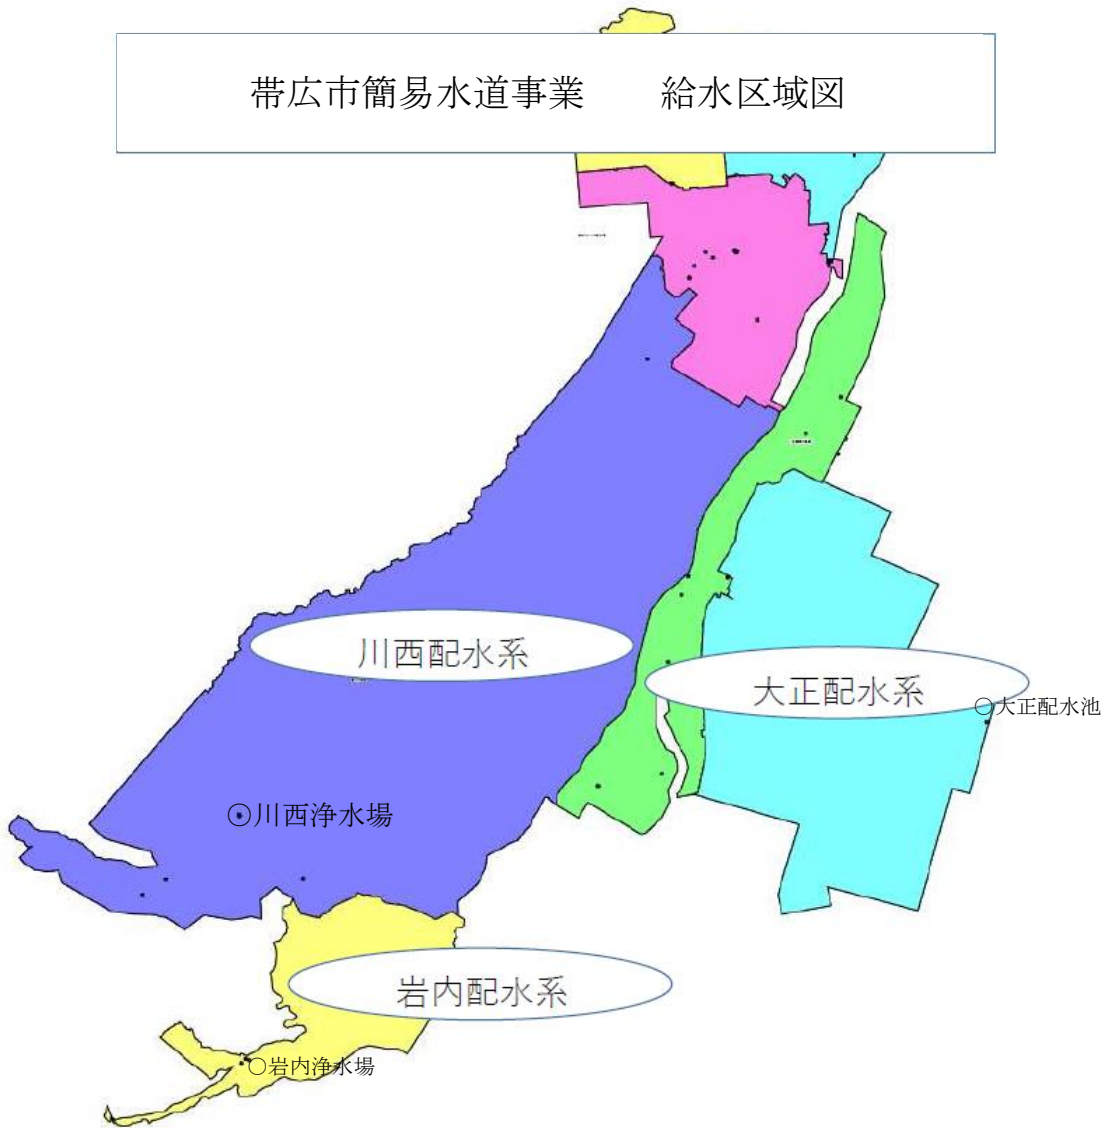 帯広市簡易水道事業　　給水区域図
川西配水系
大正配水系
○大正配水池
◉川西浄水場
岩内配水系
○岩内浄水場